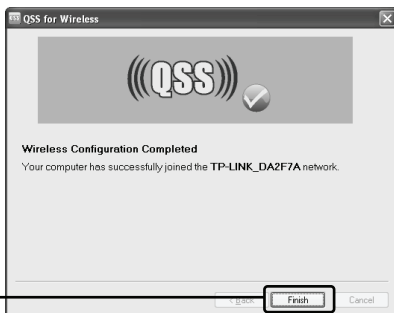 QSS for Wireless
(((QSS)))
Wireless Configuration Completed
Your computer has successfully joined the TP-LINK_DA2F7A network.
< Back
Finish
Cancel